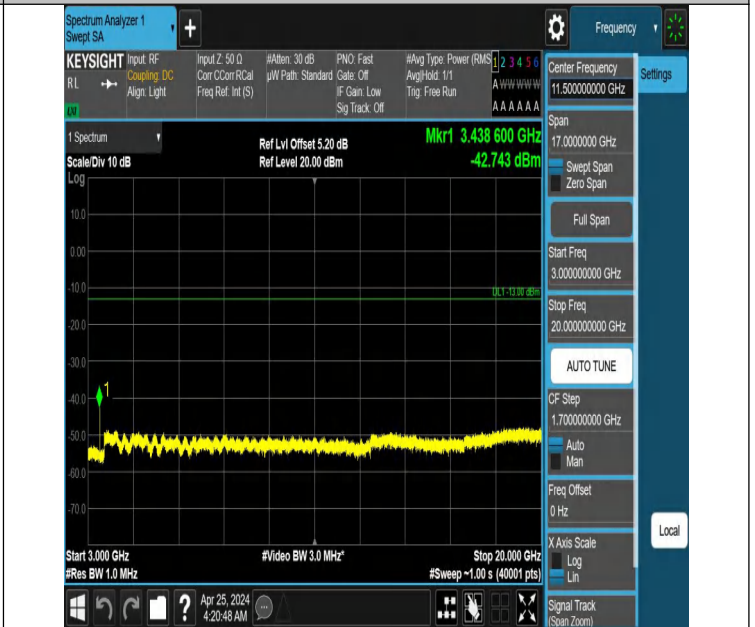 Spectrum Analyzer 1
Swept SA
+
Frequency
KEYSIGHT
RL
LXI
Input: RF
Coupling: DC
Align: Light
Input Z: 50 Ω
Corr CCorr RCal
Freq Ref: Int (S)
#Atten: 30 dB
µW Path: Standard
PNO: Fast
Gate: Off
IF Gain: Low
Sig Track: Off
#Avg Type: Power (RMS
Avg|Hold: 1/1
Trig: Free Run
1 2 3 4 5 6
A W W W W W
A A A A A A
1 Spectrum
Scale/Div 10 dB
Log
Ref Lvl Offset 5.20 dB
Ref Level 20.00 dBm
Mkr1 3.438 600 GHz
-42.743 dBm
10.0
0.00
-10.0
DL1 -13.00 dBm
-20.0
-30.0
-40.0
1
-50.0
-60.0
-70.0
Start 3.000 GHz
#Res BW 1.0 MHz
#Video BW 3.0 MHz*
Stop 20.000 GHz
#Sweep ~1.00 s (40001 pts)
?
Apr 25, 2024
4:20:48 AM
Center Frequency
11.500000000 GHz
Settings
Span
17.0000000 GHz
Swept Span
Zero Span
Full Span
Start Freq
3.000000000 GHz
Stop Freq
20.000000000 GHz
AUTO TUNE
CF Step
1.700000000 GHz
Auto
Man
Freq Offset
0 Hz
X Axis Scale
Log
Lin
Local
Signal Track
(Span Zoom)